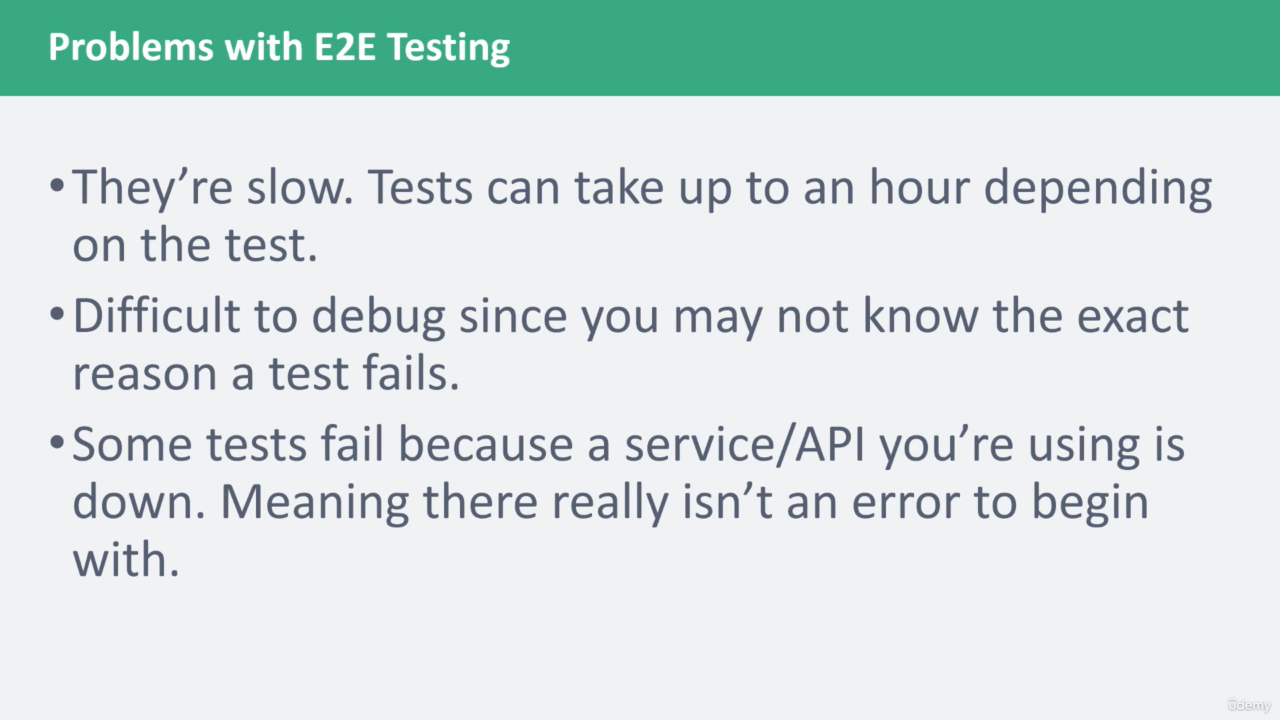 Problems with E2E Testing
•They’re slow. Tests can take up to an hour depending
on the test.
•Difficult to debug since you may not know the exact
reason a test fails.
•Some tests fail because a service/API you’re using is
down. Meaning there really isn’t an error to begin
with.
ûdemy